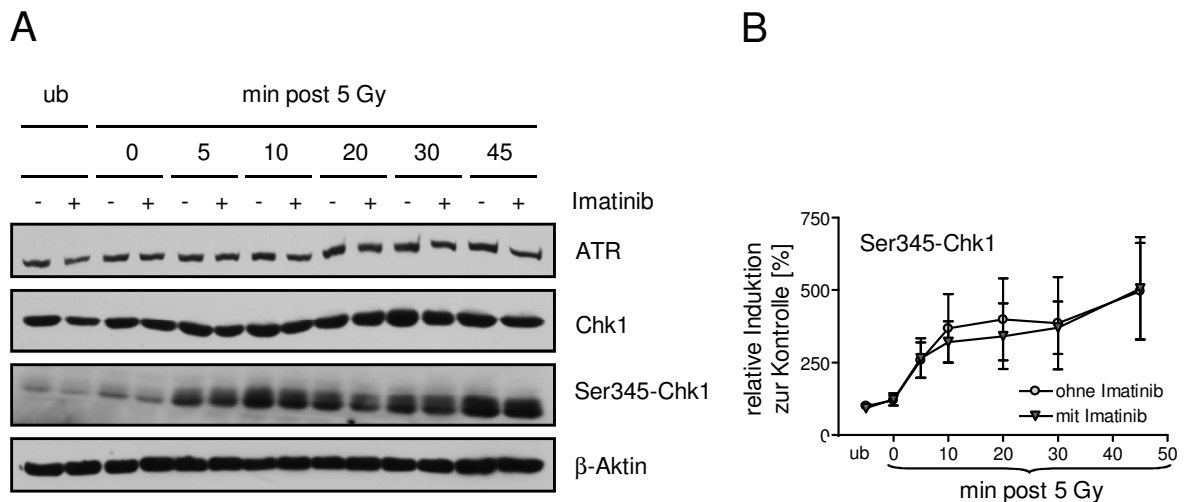 A
ub min post 5 Gy
0 5 10 20 30 45
- + - + - + - + - + - + - + Imatinib
ATR
Chk1
Ser345-Chk1
β-Aktin
B
relative Induktion
zur Kontrolle [%]
750
500
250
0
Ser345-Chk1
ohne Imatinib
mit Imatinib
ub 0 10 20 30 40 50
min post 5 Gy